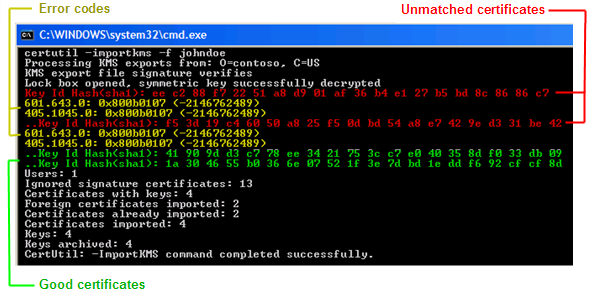 Error codes
Unmatched certificates
C:\WINDOWS\system32\cmd.exe
certutil -importkms -f johndoe
Processing KMS exports from: O=contoso, C=US
KMS export file signature verifies
Lock box opened, symmetric key successfully decrypted
Key Id Hash(sha1): ee c2 88 f7 22 51 a8 d9 01 af 36 b4 e1 27 b5 bd 8c 86 86 c7
601.643.0: 0x800b0107 (-2146762489)
405.1045.0: 0x800b0107 (-2146762489)
..Key Id Hash(sha1): f5 3d 19 c4 60 50 a8 25 f5 0d bd 54 a8 c7 42 9e d3 31 bc 42
601.643.0: 0x800b0107 (-2146762489)
405.1045.0: 0x800b0107 (-2146762489)
..Key Id Hash(sha1): 41 90 9d d3 c7 78 ee 34 21 75 3c c7 e0 40 35 8d f0 33 db 09
..Key Id Hash(sha1): 1a 30 46 55 b0 36 6e 07 52 1f 3e 7d bd 1e dd f6 92 cf cf 8d
Users: 1
Ignored signature certificates: 13
Certificates with keys: 4
Foreign certificates imported: 2
Certificates already imported: 2
Certificates imported: 4
Keys: 4
Keys archived: 4
CertUtil: -ImportKMS command completed successfully.
Good certificates